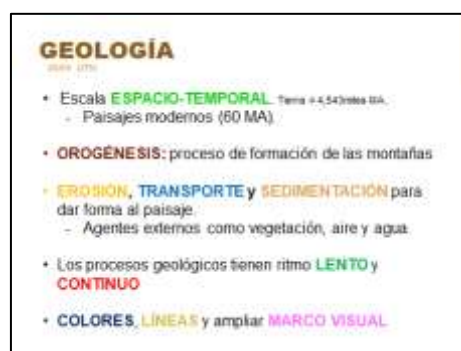 GEOLOGÍA
• Escala ESPACIO-TEMPORAL. Tierra = 4,543miles MA.
- Paisajes modernos (60 MA)
• OROGÉNESIS: proceso de formación de las montañas
• EROSIÓN, TRANSPORTE y SEDIMENTACIÓN para
dar forma al paisaje.
- Agentes externos como vegetación, aire y agua
• Los procesos geológicos tienen ritmo LENTO y
CONTINUO
• COLORES, LÍNEAS y ampliar MARCO VISUAL